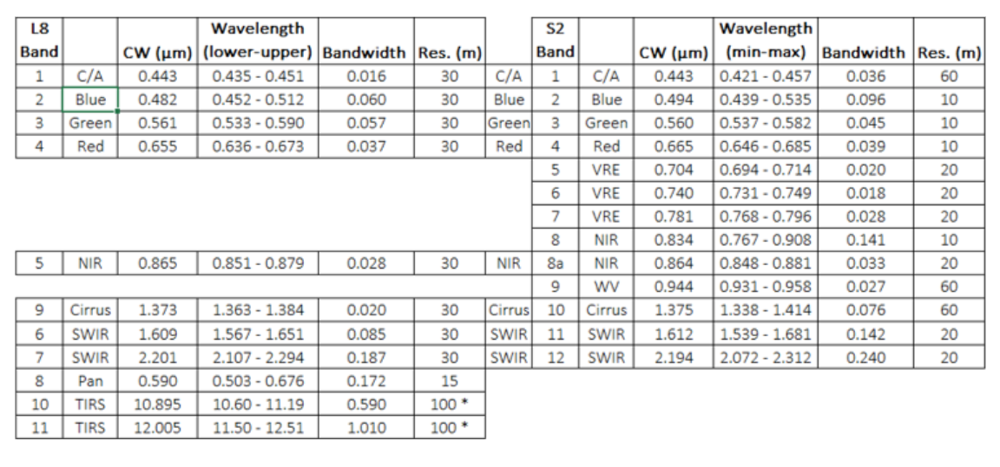 L8 Wavelength S2 Wavelength
Band CW (µm) (lower-upper) Bandwidth Res. (m) Band CW (µm) (min-max) Bandwidth Res. (m)
1 C/A 0.443 0.435 - 0.451 0.016 30 C/A 1 C/A 0.443 0.421 - 0.457 0.036 60
2 Blue 0.482 0.452 - 0.512 0.060 30 Blue 2 Blue 0.494 0.439 - 0.535 0.096 10
3 Green 0.561 0.533 - 0.590 0.057 30 Green 3 Green 0.560 0.537 - 0.582 0.045 10
4 Red 0.655 0.636 - 0.673 0.037 30 Red 4 Red 0.665 0.646 - 0.685 0.039 10
5 VRE 0.704 0.694 - 0.714 0.020 20
6 VRE 0.740 0.731 - 0.749 0.018 20
7 VRE 0.781 0.768 - 0.796 0.028 20
8 NIR 0.834 0.767 - 0.908 0.141 10
5 NIR 0.865 0.851 - 0.879 0.028 30 NIR 8a NIR 0.864 0.848 - 0.881 0.033 20
9 WV 0.944 0.931 - 0.958 0.027 60
9 Cirrus 1.373 1.363 - 1.384 0.020 30 Cirrus 10 Cirrus 1.375 1.338 - 1.414 0.076 60
6 SWIR 1.609 1.567 - 1.651 0.085 30 SWIR 11 SWIR 1.612 1.539 - 1.681 0.142 20
7 SWIR 2.201 2.107 - 2.294 0.187 30 SWIR 12 SWIR 2.194 2.072 - 2.312 0.240 20
8 Pan 0.590 0.503 - 0.676 0.172 15
10 TIRS 10.895 10.60 - 11.19 0.590 100 *
11 TIRS 12.005 11.50 - 12.51 1.010 100 *